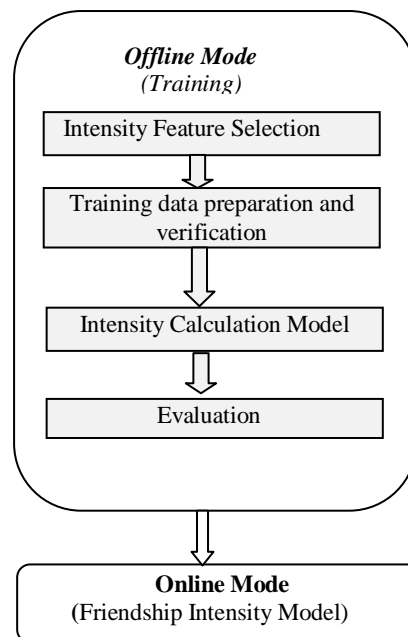 Offline Mode
(Training)
Intensity Feature Selection
Training data preparation and
verification
Intensity Calculation Model
Evaluation
Online Mode
(Friendship Intensity Model)